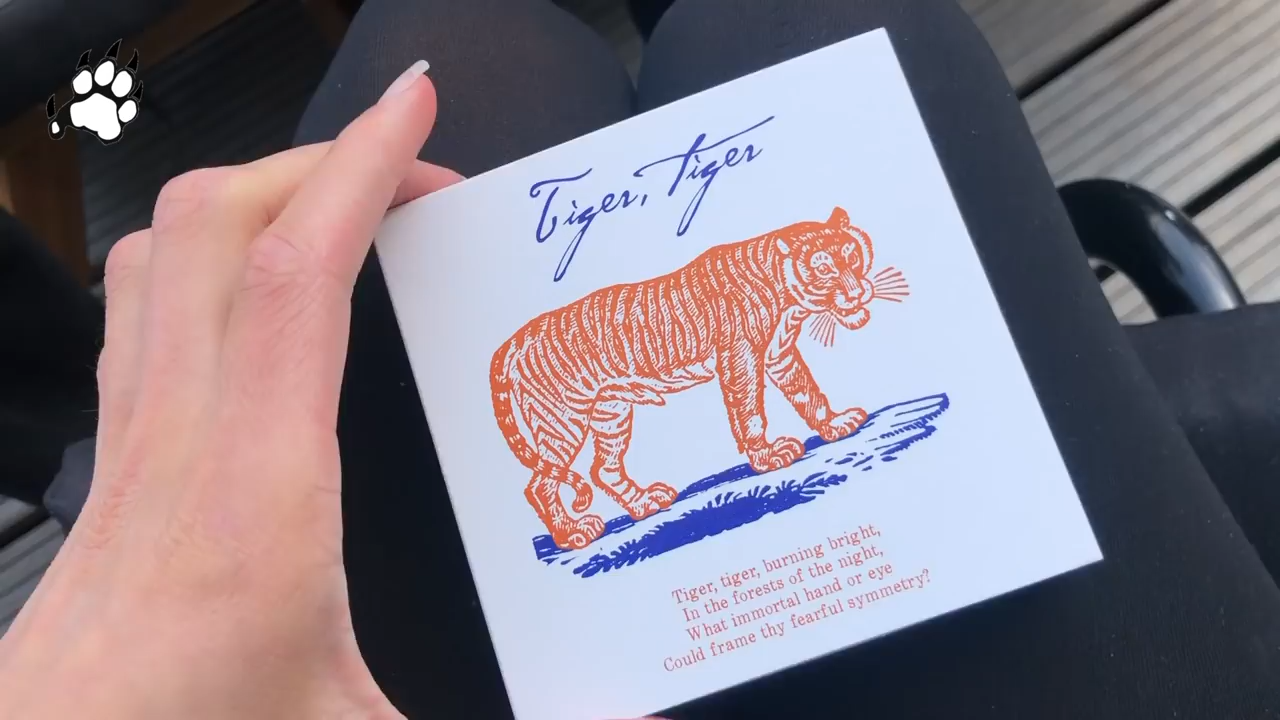 Tiger, Tiger
Tiger, tiger, burning bright,
In the forests of the night,
What immortal hand or eye
Could frame thy fearful symmetry?